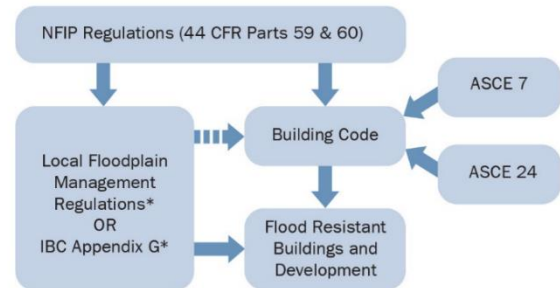 NFIP Regulations (44 CFR Parts 59 & 60)
ASCE 7
Building Code
Local Floodplain
Management
Regulations*
OR
IBC Appendix G*
ASCE 24
Flood Resistant
Buildings and
Development